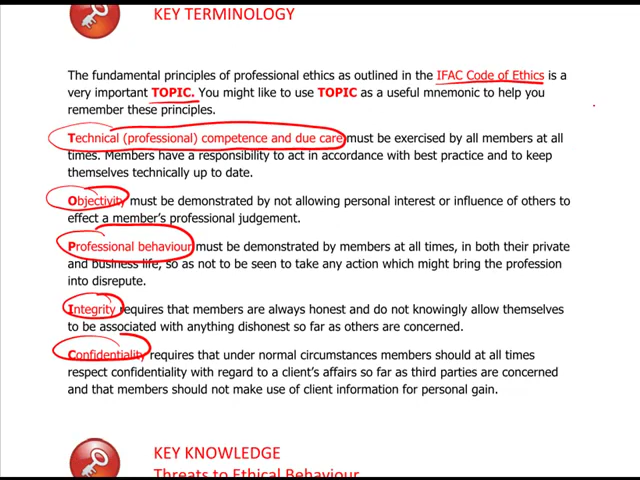 KEY TERMINOLOGY
The fundamental principles of professional ethics as outlined in the IFAC Code of Ethics is a
very important TOPIC. You might like to use TOPIC as a useful mnemonic to help you
remember these principles.
Technical (professional) competence and due care must be exercised by all members at all
times. Members have a responsibility to act in accordance with best practice and to keep
themselves technically up to date.
Objectivity must be demonstrated by not allowing personal interest or influence of others to
effect a member's professional judgement.
Professional behaviour must be demonstrated by members at all times, in both their private
and business life, so as not to be seen to take any action which might bring the profession
into disrepute.
Integrity requires that members are always honest and do not knowingly allow themselves
to be associated with anything dishonest so far as others are concerned.
Confidentiality requires that under normal circumstances members should at all times
respect confidentiality with regard to a client's affairs so far as third parties are concerned
and that members should not make use of client information for personal gain.
KEY KNOWLEDGE
Threats to Ethical Behaviour